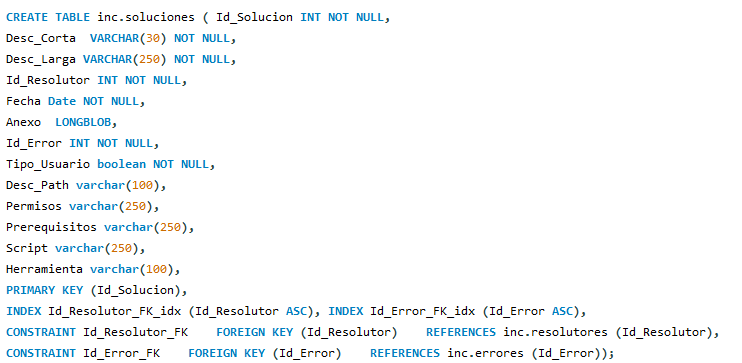 CREATE TABLE inc.soluciones ( Id_Solucion INT NOT NULL,
Desc_Corta  VARCHAR(30) NOT NULL,
Desc_Larga VARCHAR(250) NOT NULL,
Id_Resolutor INT NOT NULL,
Fecha Date NOT NULL,
Anexo  LONGBLOB,
Id_Error INT NOT NULL,
Tipo_Usuario boolean NOT NULL,
Desc_Path varchar(100),
Permisos varchar(250),
Prerequisitos varchar(250),
Script varchar(250),
Herramienta varchar(100),
PRIMARY KEY (Id_Solucion),
INDEX Id_Resolutor_FK_idx (Id_Resolutor ASC), INDEX Id_Error_FK_idx (Id_Error ASC),
CONSTRAINT Id_Resolutor_FK    FOREIGN KEY (Id_Resolutor)    REFERENCES inc.resolutores (Id_Resolutor),
CONSTRAINT Id_Error_FK    FOREIGN KEY (Id_Error)    REFERENCES inc.errores (Id_Error));